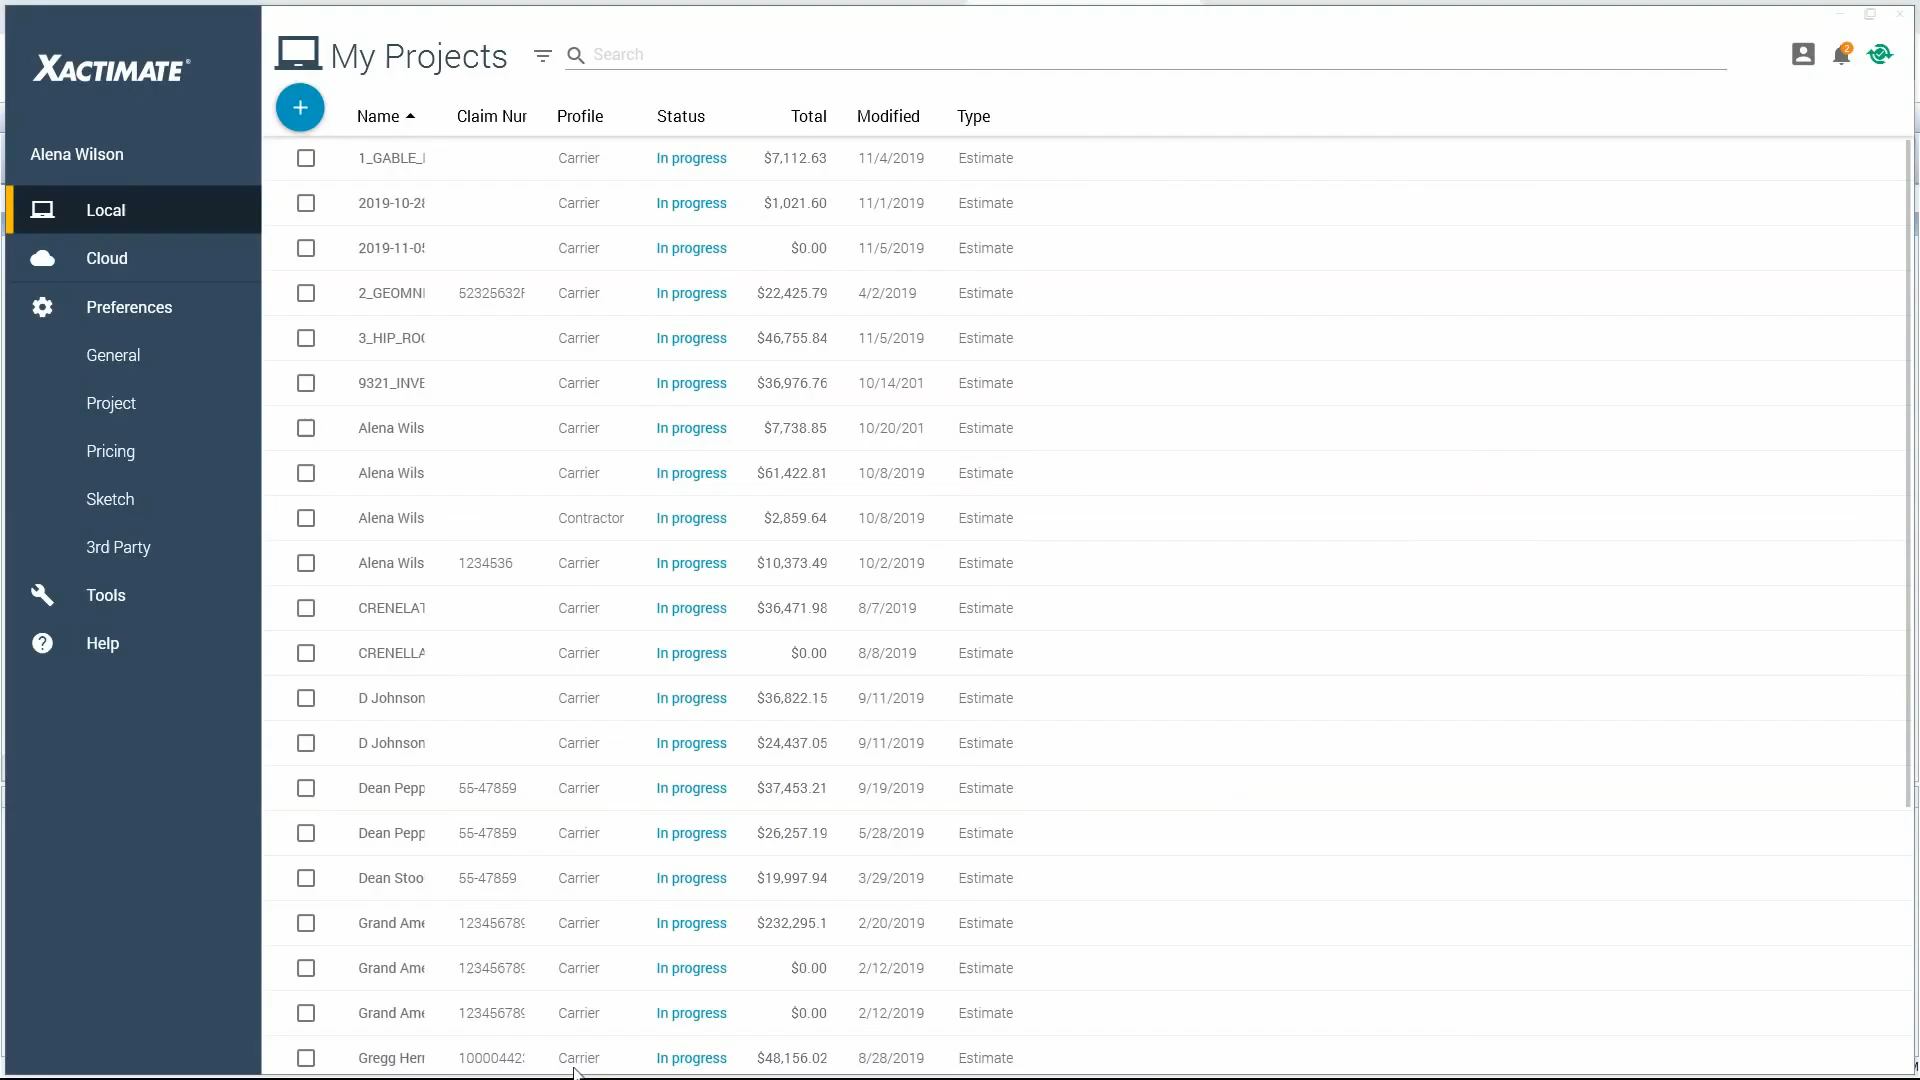 XACTIMATE®
Alena Wilson
Local
Cloud
Preferences
General
Project
Pricing
Sketch
3rd Party
Tools
Help
My Projects
Search
2
Name Claim Nur Profile Status Total Modified Type
1_GABLE_ Carrier In progress $7,112.63 11/4/2019 Estimate
2019-10-28 Carrier In progress $1,021.60 11/1/2019 Estimate
2019-11-05 Carrier In progress $0.00 11/5/2019 Estimate
2_GEOMNI 52325632F Carrier In progress $22,425.79 4/2/2019 Estimate
3_HIP_ROO Carrier In progress $46,755.84 11/5/2019 Estimate
9321_INVE Carrier In progress $36,976.76 10/14/201 Estimate
Alena Wils Carrier In progress $7,738.85 10/20/201 Estimate
Alena Wils Carrier In progress $61,422.81 10/8/2019 Estimate
Alena Wils Contractor In progress $2,859.64 10/8/2019 Estimate
Alena Wils 1234536 Carrier In progress $10,373.49 10/2/2019 Estimate
CRENELAT Carrier In progress $36,471.98 8/7/2019 Estimate
CRENELLA Carrier In progress $0.00 8/8/2019 Estimate
D Johnson Carrier In progress $36,822.15 9/11/2019 Estimate
D Johnson Carrier In progress $24,437.05 9/11/2019 Estimate
Dean Pepp 55-47859 Carrier In progress $37,453.21 9/19/2019 Estimate
Dean Pepp 55-47859 Carrier In progress $26,257.19 5/28/2019 Estimate
Dean Stoo 55-47859 Carrier In progress $19,997.94 3/29/2019 Estimate
Grand Ame 123456789 Carrier In progress $232,295.1 2/20/2019 Estimate
Grand Ame 123456789 Carrier In progress $0.00 2/12/2019 Estimate
Grand Ame 123456789 Carrier In progress $0.00 2/12/2019 Estimate
Gregg Herr 100004423 Carrier In progress $48,156.02 8/28/2019 Estimate